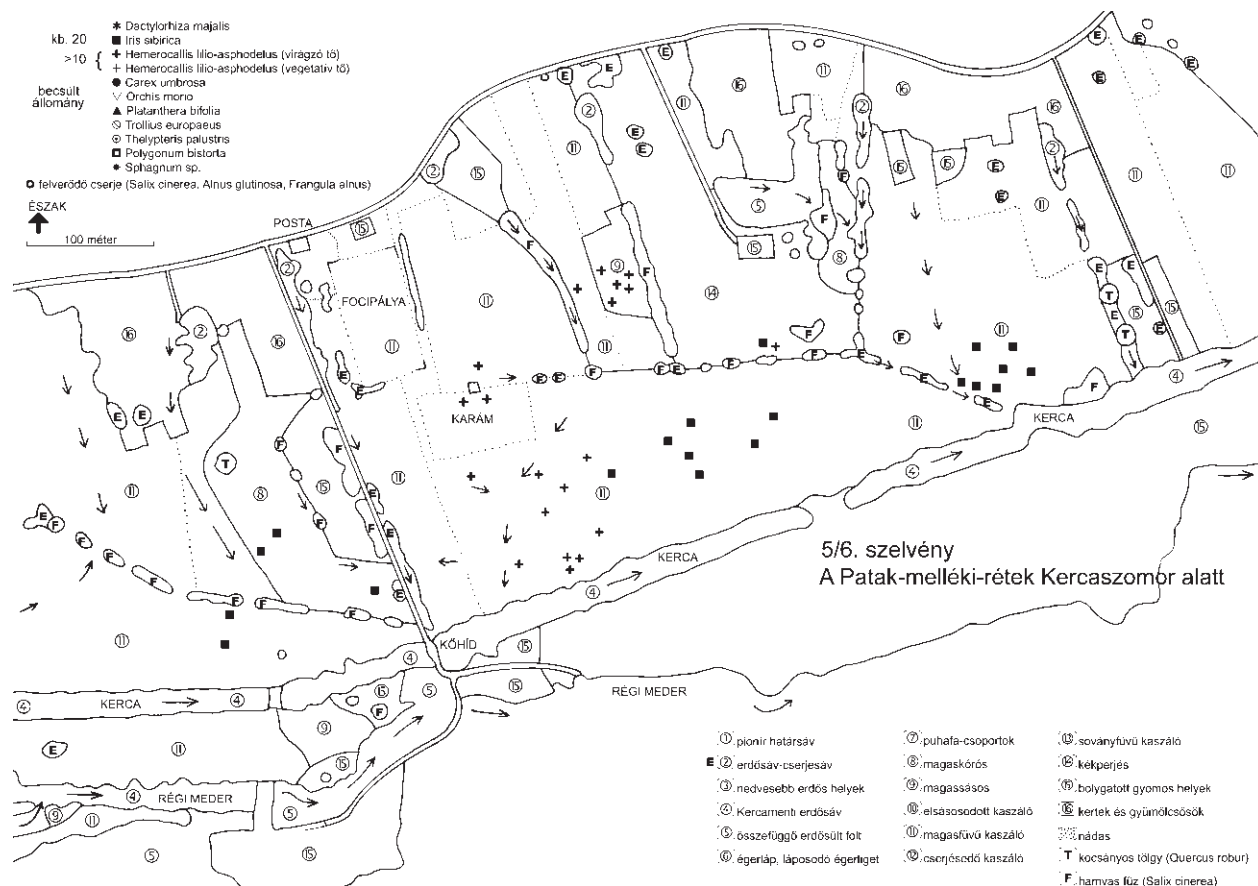 ✱ Dactylorhiza majalis
kb. 20 ■ Iris sibirica
>10 { + Hemerocallis lilio-asphodelus (virágzó tő)
+ Hemerocallis lilio-asphodelus (vegetatív tő)
becsült állomány
● Carex umbrosa
▽ Orchis morio
▲ Platanthera bifolia
Trollius europaeus
Thelypteris palustris
Polygonum bistorta
Sphagnum sp.
felverődő cserje (Salix cinerea, Alnus glutinosa, Frangula alnus)
ÉSZAK
100 méter
POSTA
FOCIPÁLYA
KARÁM
KERCA
KERCA
5/6. szelvény
A Patak-melléki-rétek Kercaszomor alatt
KŐHÍD
RÉGI MEDER
KERCA
RÉGI MEDER
① pionír határsáv
E ② erdősáv-cserjesáv
③ nedvesebb erdős helyek
④ Kercamenti erdősáv
⑤ összefüggő erdősült folt
⑥ égerláp, láposodó égerliget
⑦ puhafa-csoportok
⑧ magaskórós
⑨ magassásos
⑩ elsásosodott kaszáló
⑪ magasfüvű kaszáló
⑫ cserjésedő kaszáló
⑬ soványfüvű kaszáló
⑭ kékperjés
⑮ bolygatott gyomos helyek
⑯ kertek és gyümölcsösök
nádas
T kocsányos tölgy (Quercus robur)
F hamvas fűz (Salix cinerea)